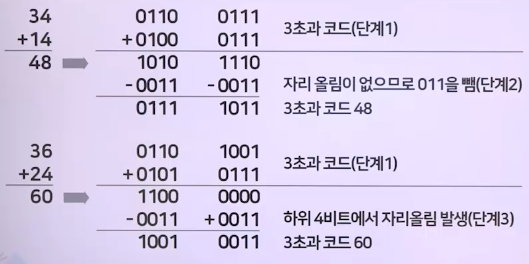 34 0110 0111
+14 +0100 0111 3초과 코드(단계1)
48 1010 1110
-0011 -0011 자리 올림이 없으므로 011을 뺌(단계2)
0111 1011 3초과 코드 48
36 0110 1001
+24 +0101 0111 3초과 코드(단계1)
60 1100 0000
-0011 +0011 하위 4비트에서 자리올림 발생(단계3)
1001 0011 3초과 코드 60